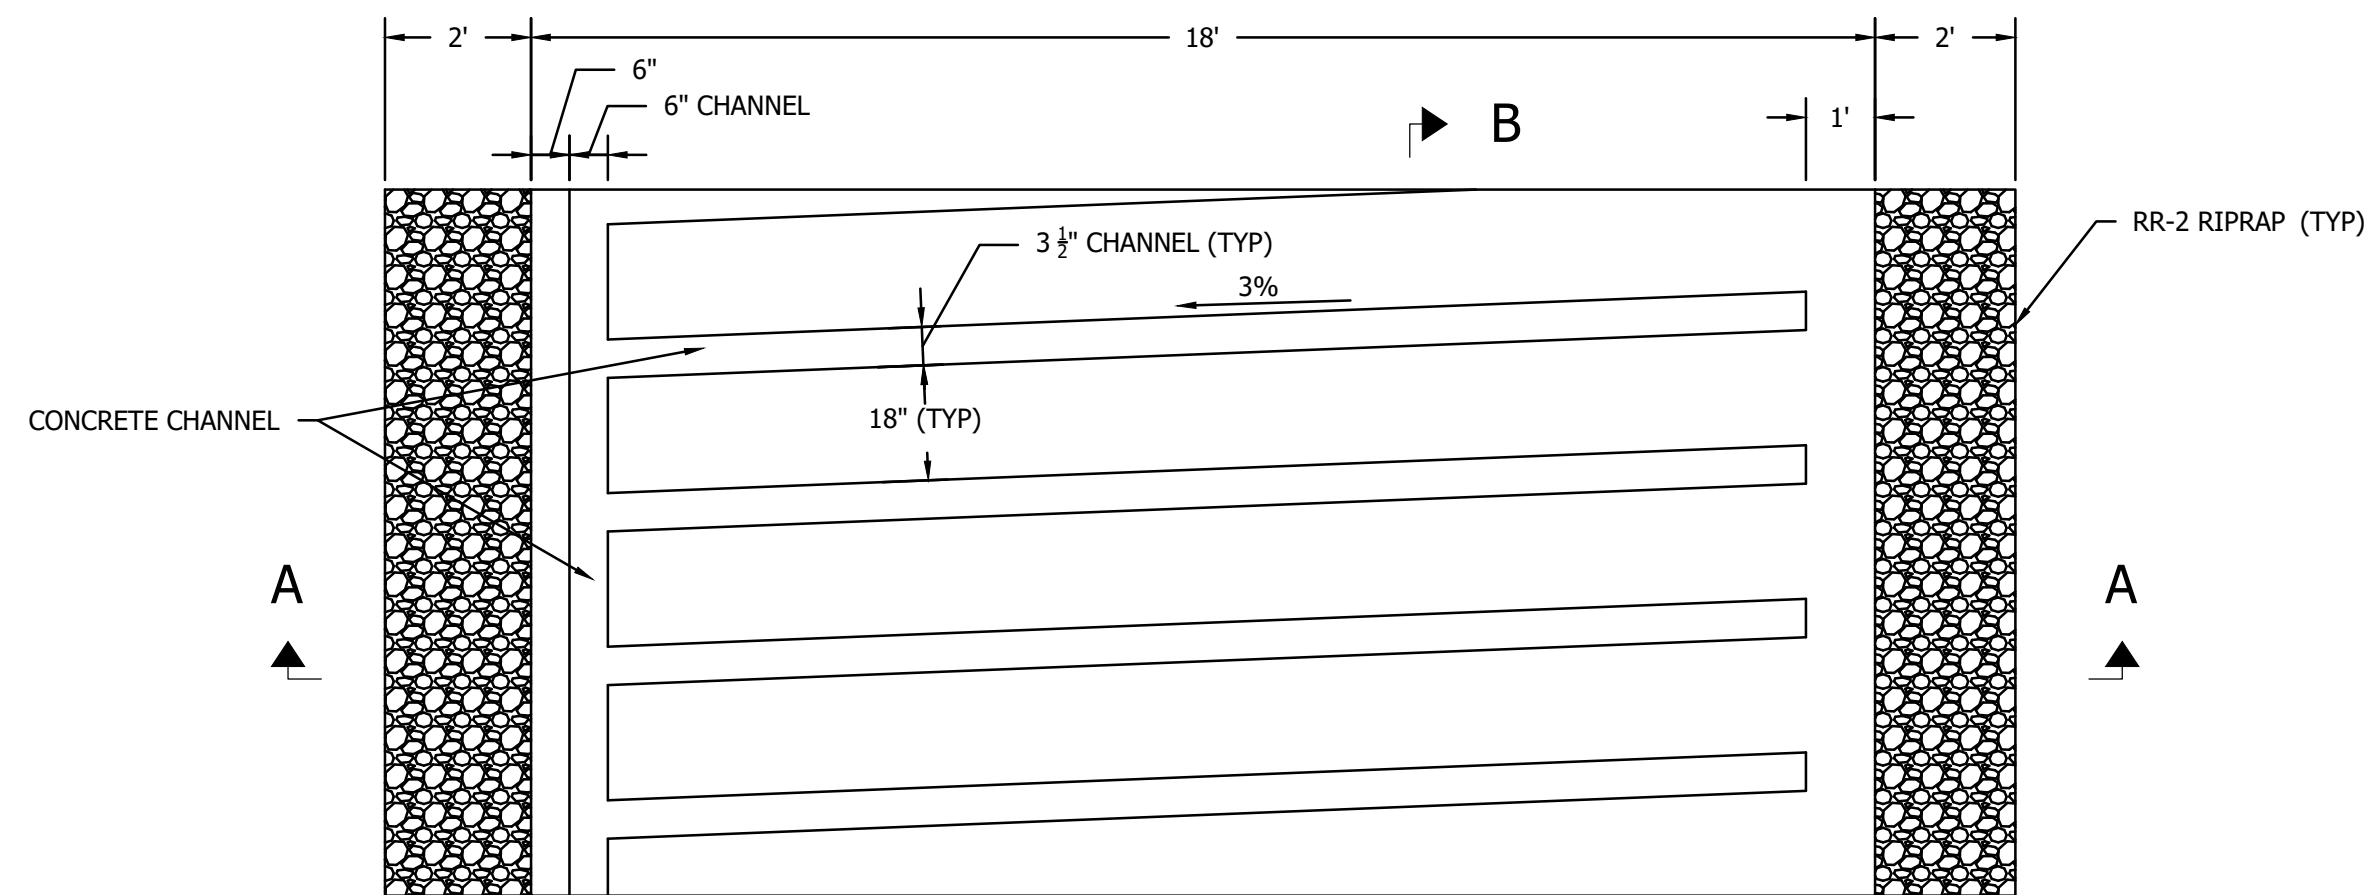 2' 18' 2'
6"
6" CHANNEL
1'
B
RR-2 RIPRAP (TYP)
3 ½" CHANNEL (TYP)
3%
18" (TYP)
CONCRETE CHANNEL
A A